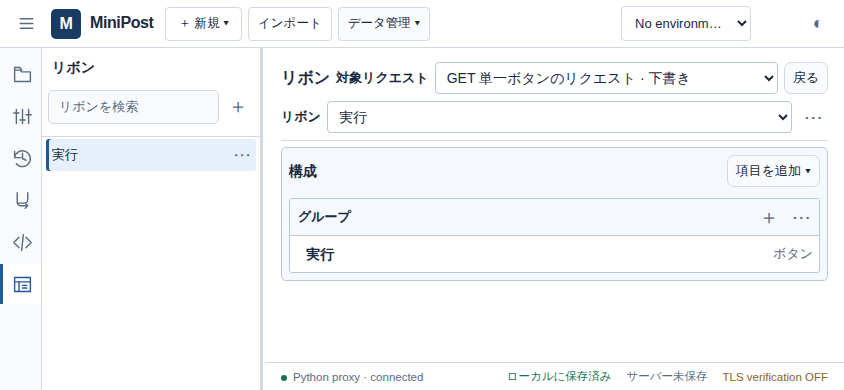 M MiniPost ＋ 新規 ▾ インポート データ管理 ▾ No environm…
リボン
リボンを検索 ＋
実行 ⋯
リボン 対象リクエスト GET 単一ボタンのリクエスト · 下書き 戻る
リボン 実行 ⋯
構成 項目を追加 ▾
グループ ＋ ⋯
実行 ボタン
Python proxy · connected ローカルに保存済み サーバー未保存 TLS verification OFF